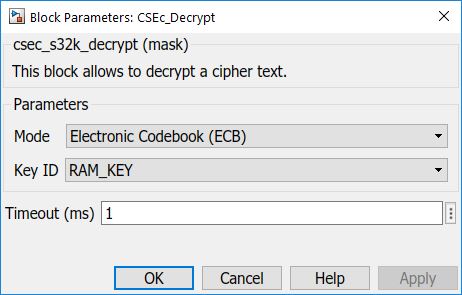 Block Parameters: CSEc_Decrypt
csec_s32k_decrypt (mask)
This block allows to decrypt a cipher text.
Parameters
Mode Electronic Codebook (ECB)
Key ID RAM_KEY
Timeout (ms) 1
OK Cancel Help Apply